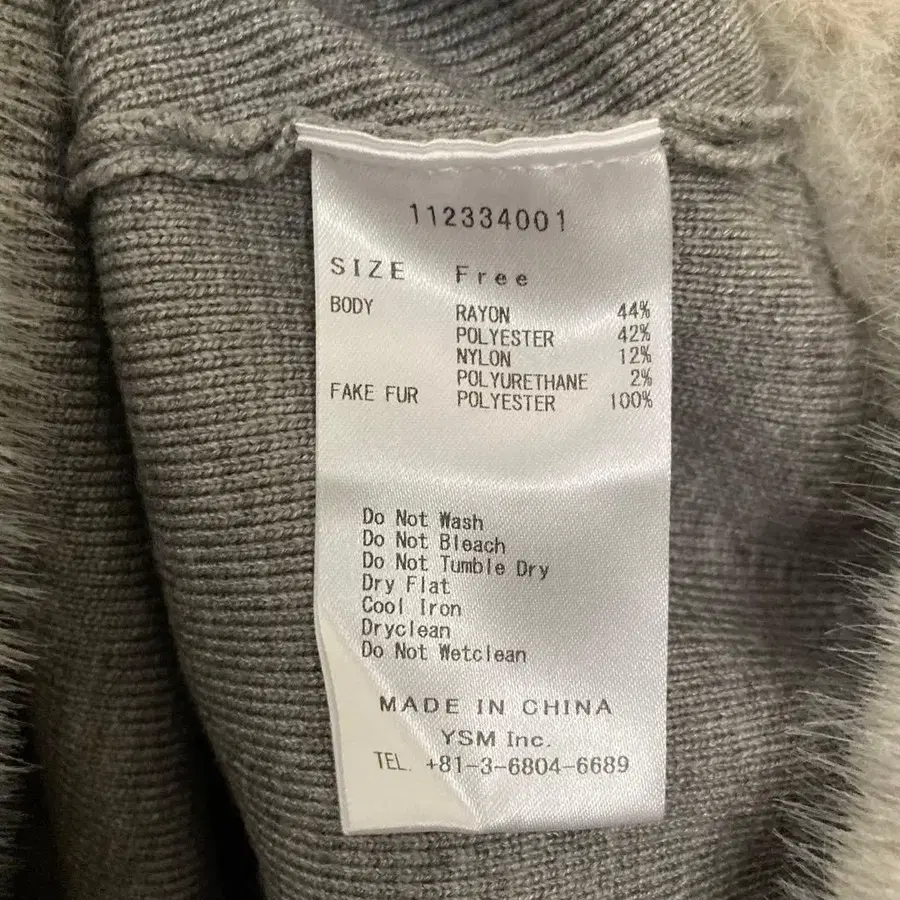 112334001
SIZE Free
BODY RAYON 44%
POLYESTER 42%
NYLON 12%
POLYURETHANE 2%
FAKE FUR POLYESTER 100%
Do Not Wash
Do Not Bleach
Do Not Tumble Dry
Dry Flat
Cool Iron
Dryclean
Do Not Wetclean
MADE IN CHINA
YSM Inc.
TEL. +81-3-6804-6689